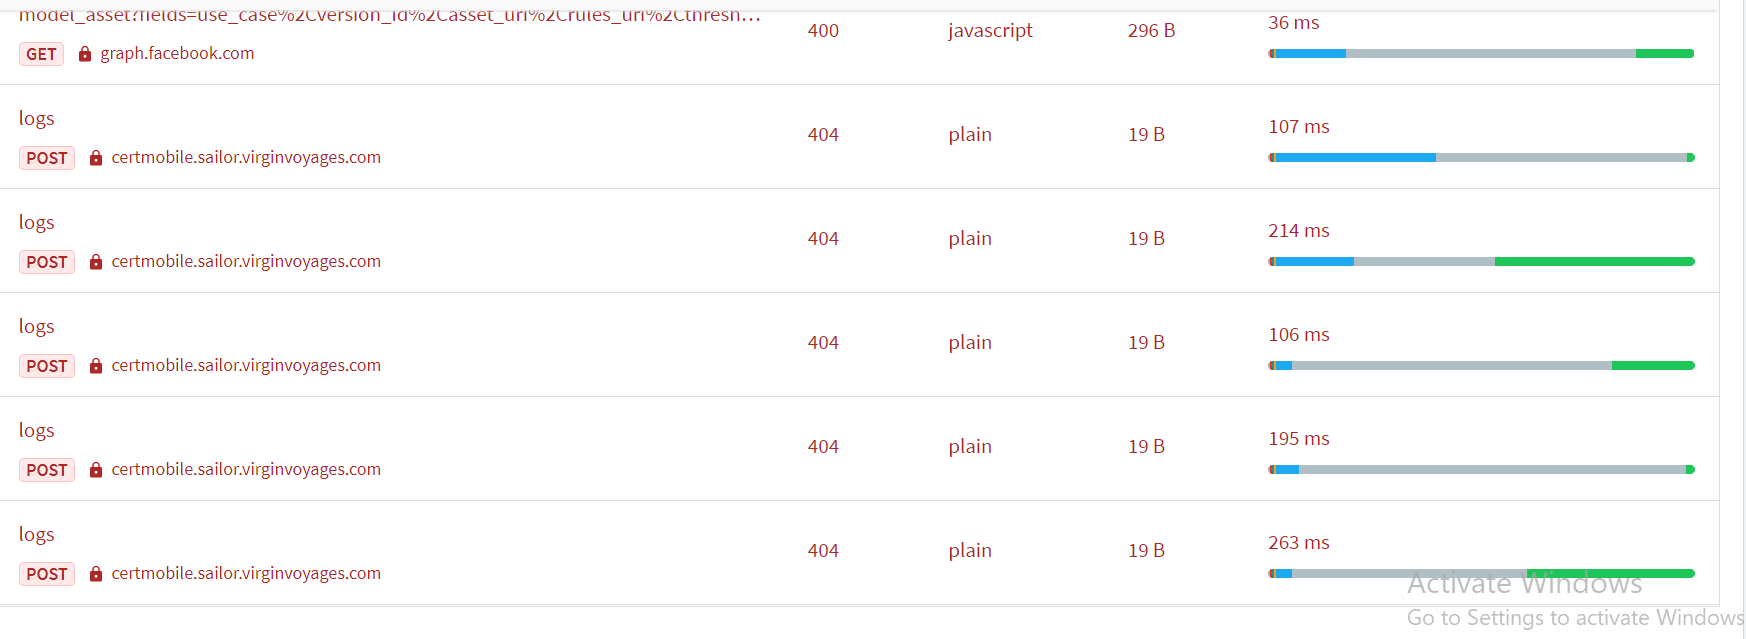 model_asset?fields=use_case%2Cversion_id%2Casset_uri%2Crules_uri%2Cthresh...
400 javascript 296 B 36 ms
GET graph.facebook.com
logs
404 plain 19 B 107 ms
POST certmobile.sailor.virginvoyages.com
logs
404 plain 19 B 214 ms
POST certmobile.sailor.virginvoyages.com
logs
404 plain 19 B 106 ms
POST certmobile.sailor.virginvoyages.com
logs
404 plain 19 B 195 ms
POST certmobile.sailor.virginvoyages.com
logs
404 plain 19 B 263 ms
POST certmobile.sailor.virginvoyages.com
Activate Windows
Go to Settings to activate Windows